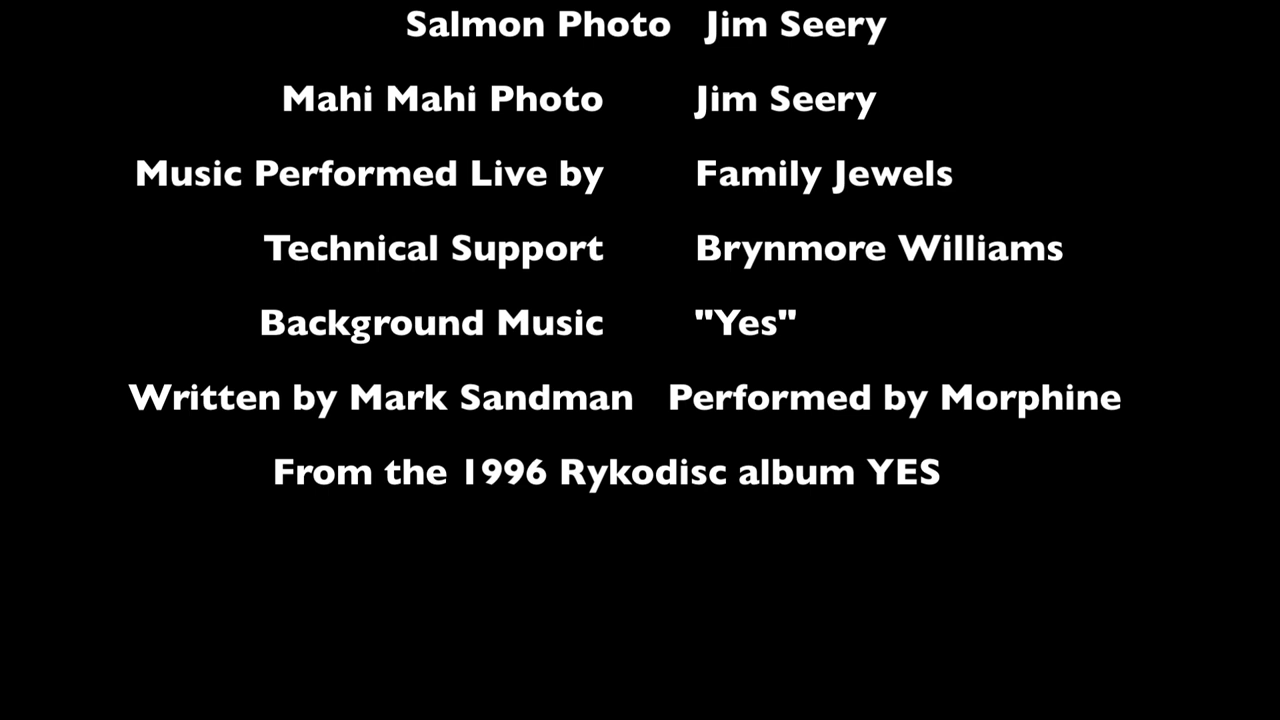 Salmon Photo Jim Seery
Mahi Mahi Photo Jim Seery
Music Performed Live by Family Jewels
Technical Support Brynmore Williams
Background Music "Yes"
Written by Mark Sandman Performed by Morphine
From the 1996 Rykodisc album YES